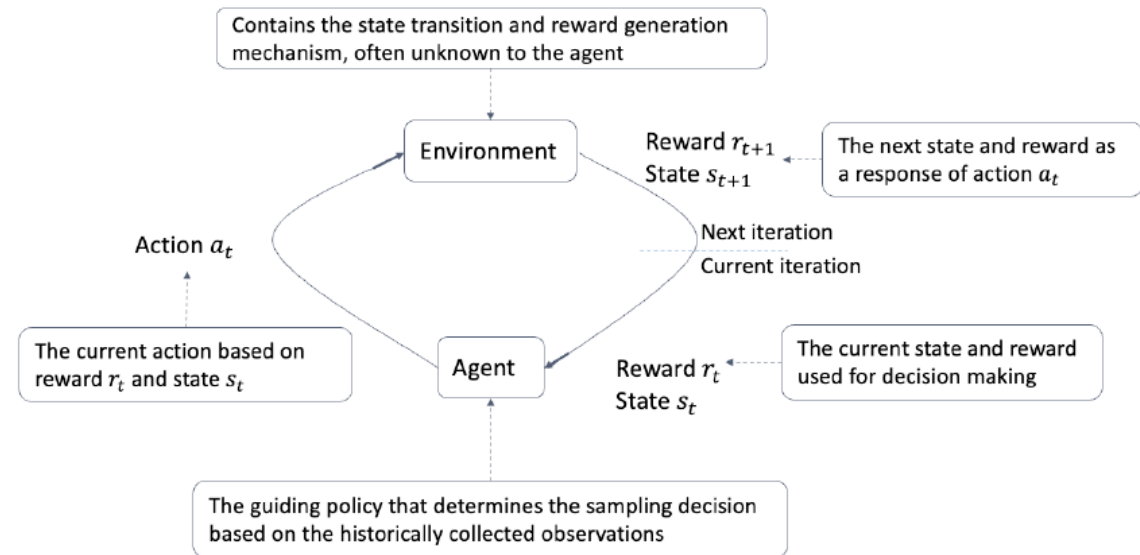 Contains the state transition and reward generation
mechanism, often unknown to the agent
Environment
Reward r_{t+1}
State s_{t+1}
The next state and reward as
a response of action a_t
Next iteration
Current iteration
Action a_t
The current action based on
reward r_t and state s_t
Agent
Reward r_t
State s_t
The current state and reward
used for decision making
The guiding policy that determines the sampling decision
based on the historically collected observations